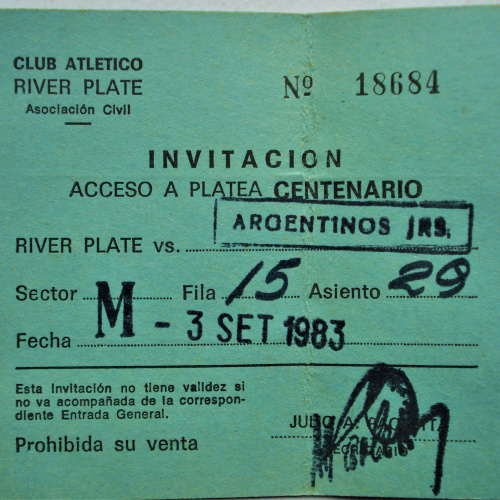 CLUB ATLETICO
RIVER PLATE
Asociación Civil
Nº 18684
INVITACION
ACCESO A PLATEA CENTENARIO
ARGENTINOS JRS.
RIVER PLATE vs.
Sector M Fila 15 Asiento 29
Fecha - 3 SET 1983
Esta Invitación no tiene validez si
no va acompañada de la correspon-
diente Entrada General.
Prohibida su venta